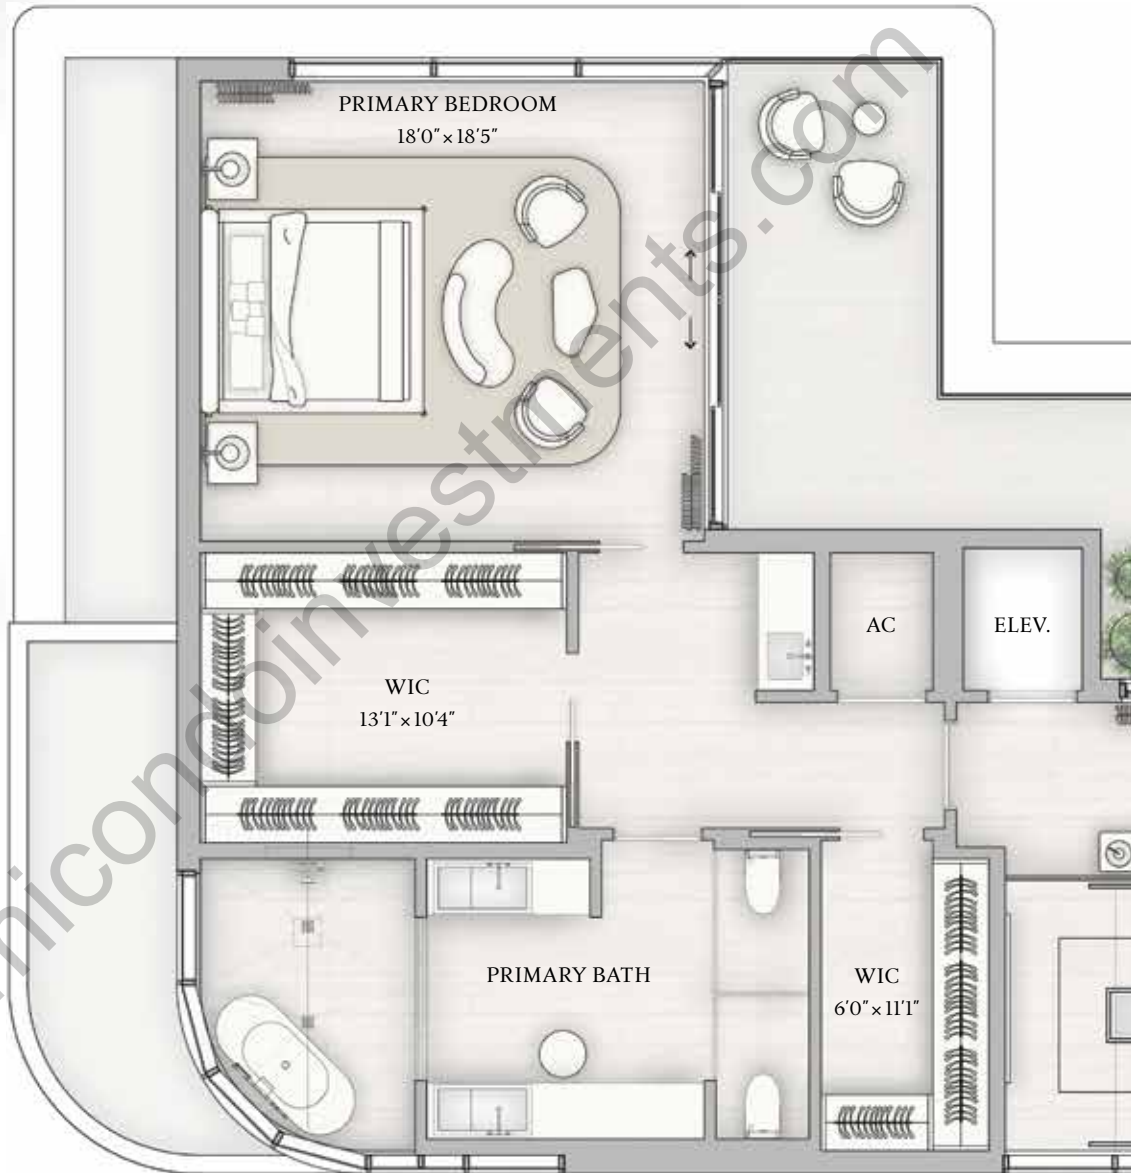 PRIMARY BEDROOM
18'0" × 18'5"
AC
ELEV.
WIC
13'1" × 10'4"
PRIMARY BATH
WIC
6'0" × 11'1"
micondoinvestments.com